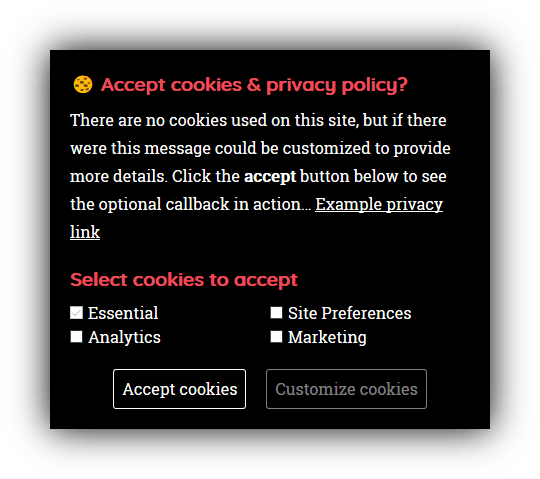 Accept cookies & privacy policy?
There are no cookies used on this site, but if there
were this message could be customized to provide
more details. Click the accept button below to see
the optional callback in action... Example privacy
link
Select cookies to accept
Essential Site Preferences
Analytics Marketing
Accept cookies Customize cookies